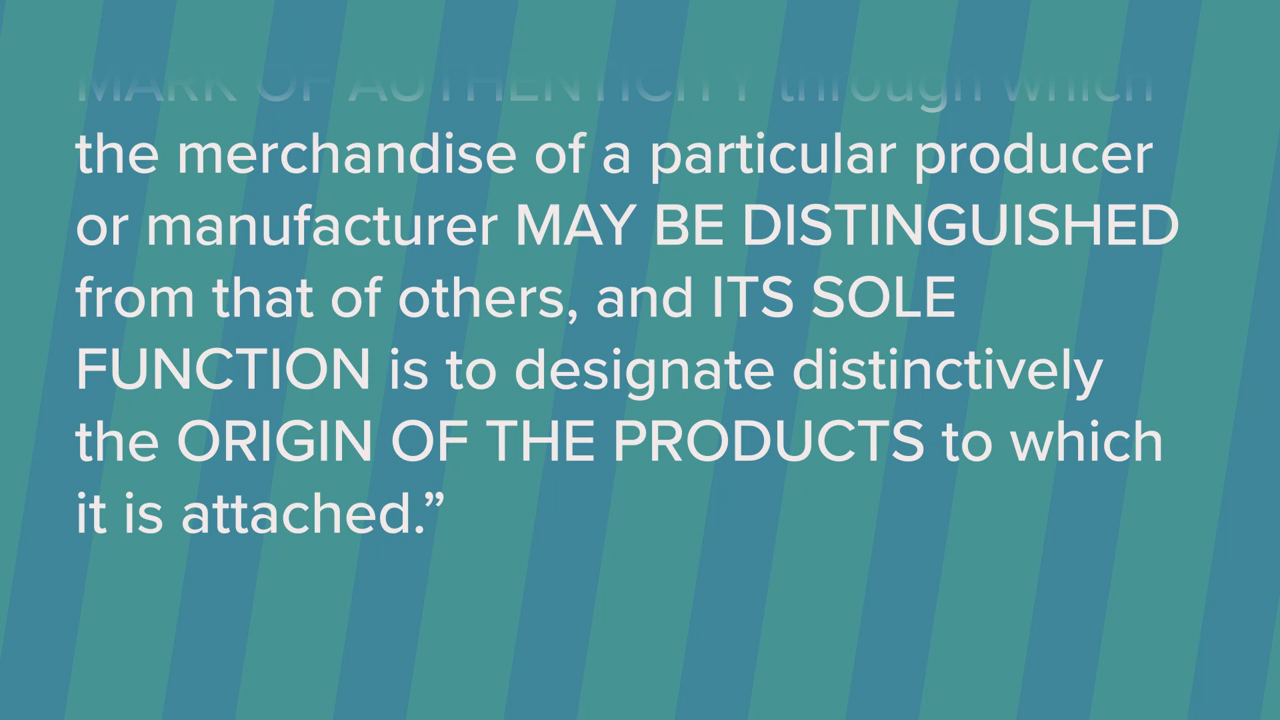 MARK OF AUTHENTICITY through which
the merchandise of a particular producer
or manufacturer MAY BE DISTINGUISHED
from that of others, and ITS SOLE
FUNCTION is to designate distinctively
the ORIGIN OF THE PRODUCTS to which
it is attached.”